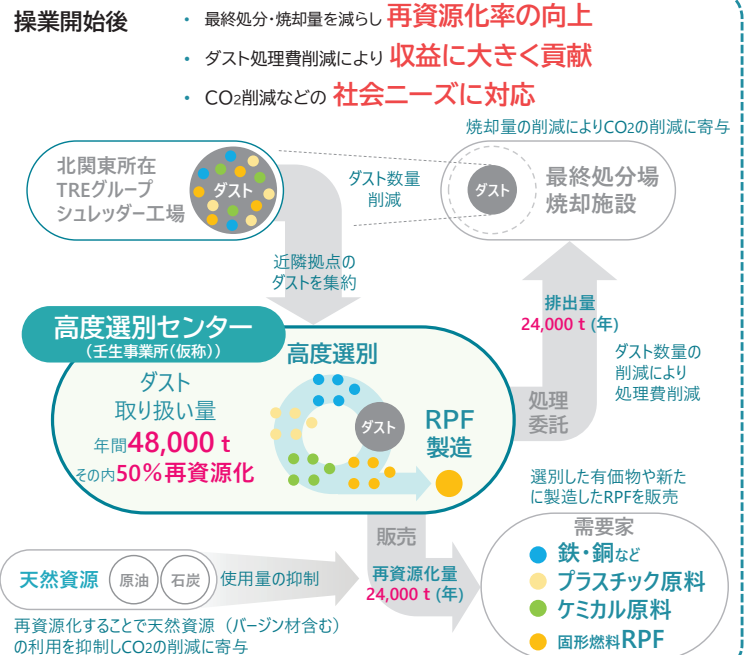 操業開始後
・ 最終処分・焼却量を減らし 再資源化率の向上
・ ダスト処理費削減により 収益に大きく貢献
・ CO2削減などの 社会ニーズに対応
焼却量の削減によりCO2の削減に寄与
北関東所在
TREグループ
シュレッダー工場
ダスト
ダスト数量
削減
ダスト
最終処分場
焼却施設
近隣拠点の
ダストを集約
高度選別センター
(壬生事業所(仮称))
ダスト
取り扱い量
年間48,000 t
その内50%再資源化
高度選別
ダスト
RPF
製造
排出量
24,000 t (年)
処理
委託
ダスト数量の
削減により
処理費削減
選別した有価物や新た
に製造したRPFを販売
販売
再資源化量
24,000 t (年)
需要家
鉄・銅など
プラスチック原料
ケミカル原料
固形燃料RPF
天然資源
原油
石炭
使用量の抑制
再資源化することで天然資源（バージン材含む）
の利用を抑制しCO2の削減に寄与